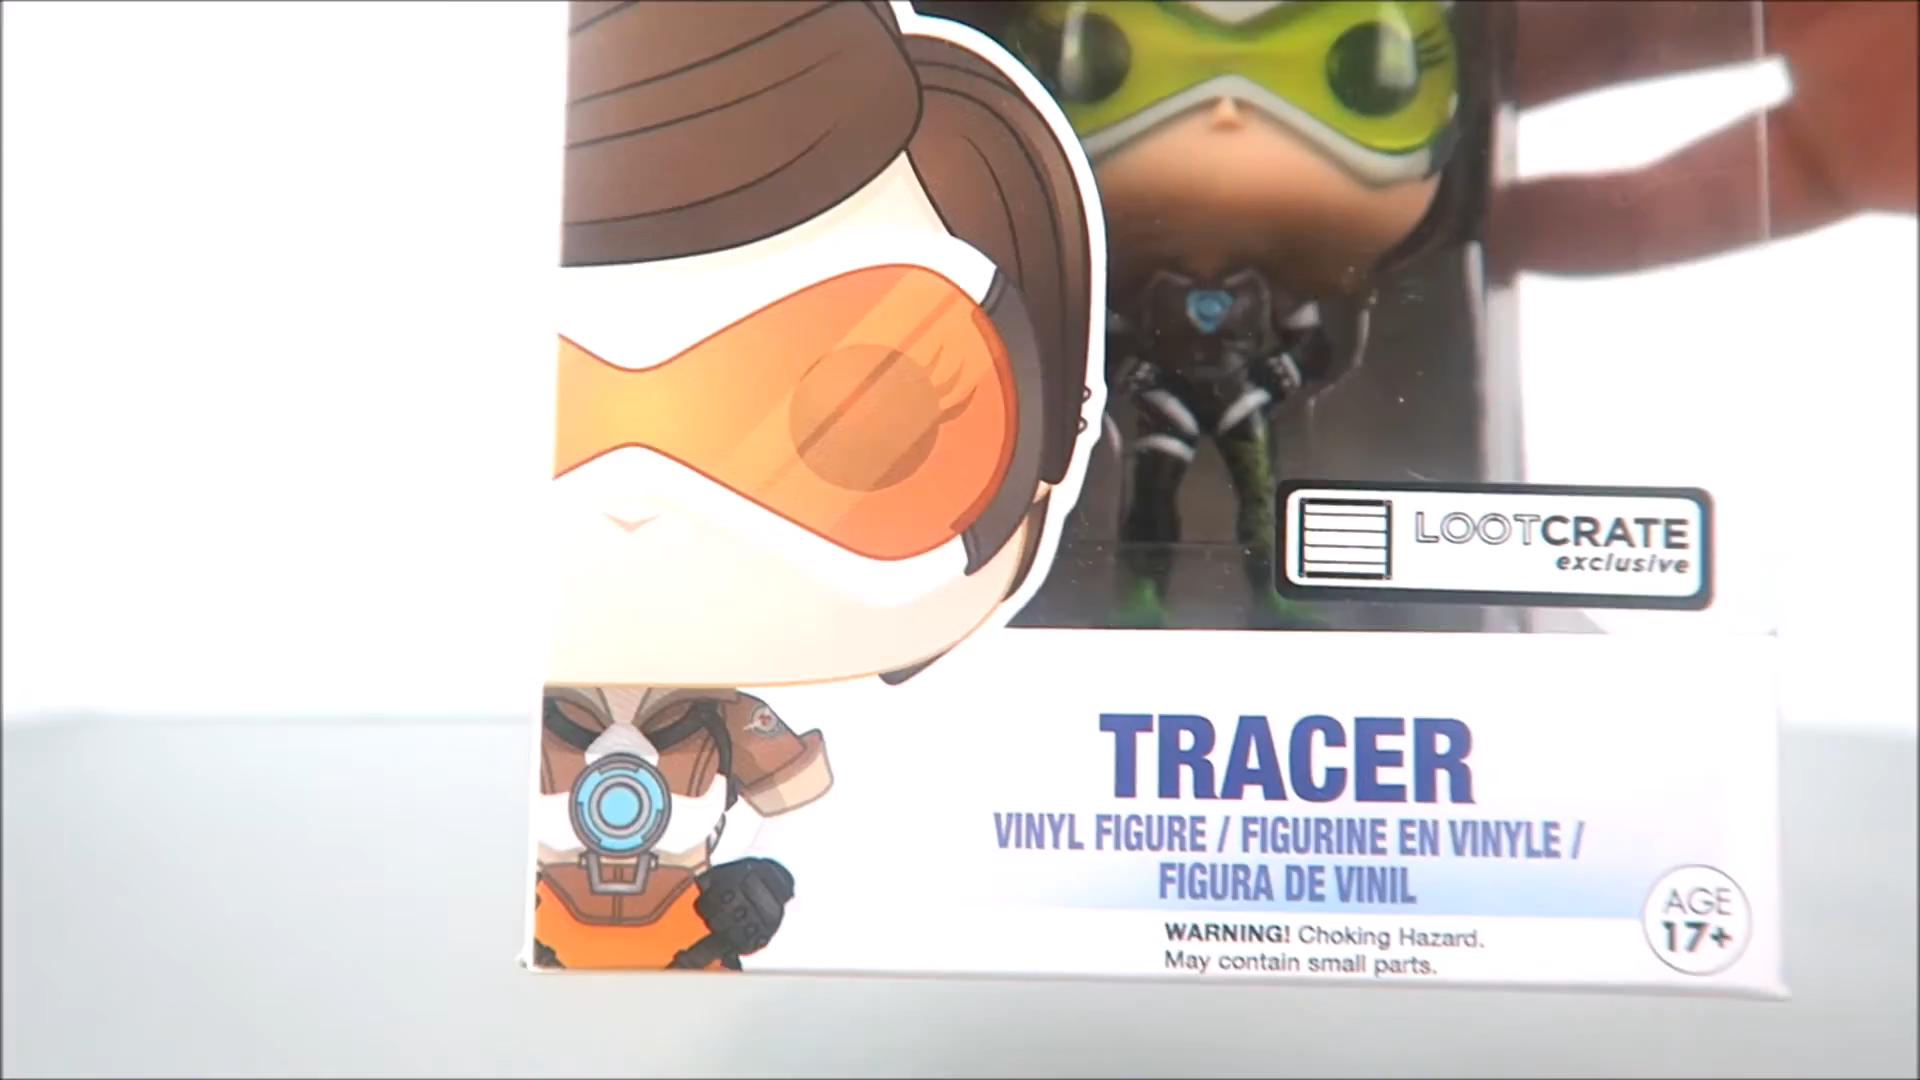 LOOTCRATE
exclusive
TRACER
VINYL FIGURE / FIGURINE EN VINYLE /
FIGURA DE VINIL
WARNING! Choking Hazard.
May contain small parts.
AGE
17+